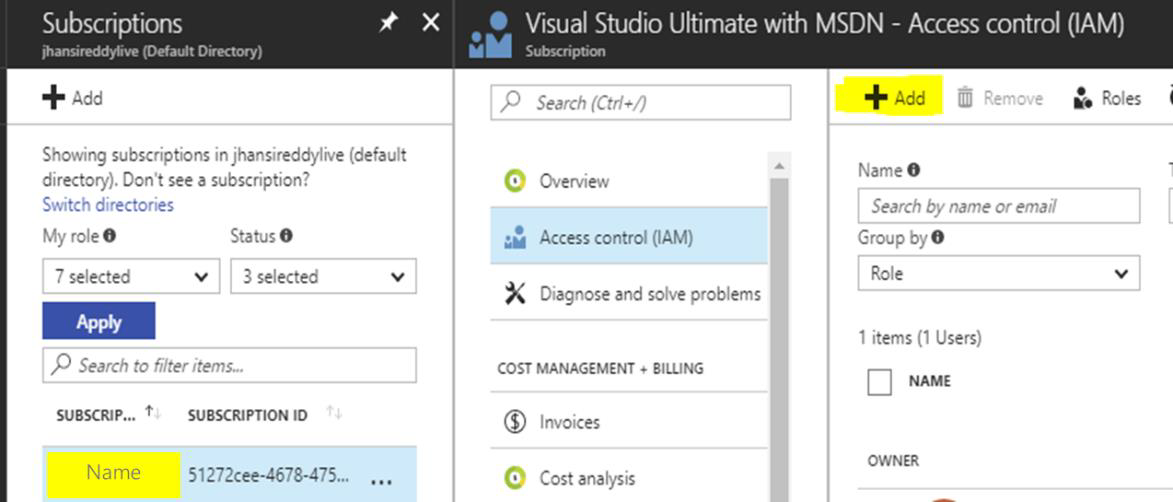 Subscriptions
jhansireddylive (Default Directory)
Add
Showing subscriptions in jhansireddylive (default
directory). Don't see a subscription?
Switch directories
My role
Status
7 selected
3 selected
Apply
Search to filter items...
SUBSCRIP...
SUBSCRIPTION ID
Name
51272cee-4678-475...
...
Visual Studio Ultimate with MSDN - Access control (IAM)
Subscription
Search (Ctrl+/)
Overview
Access control (IAM)
Diagnose and solve problems
COST MANAGEMENT + BILLING
Invoices
Cost analysis
Add
Remove
Roles
Name
Search by name or email
Group by
Role
1 items (1 Users)
NAME
OWNER